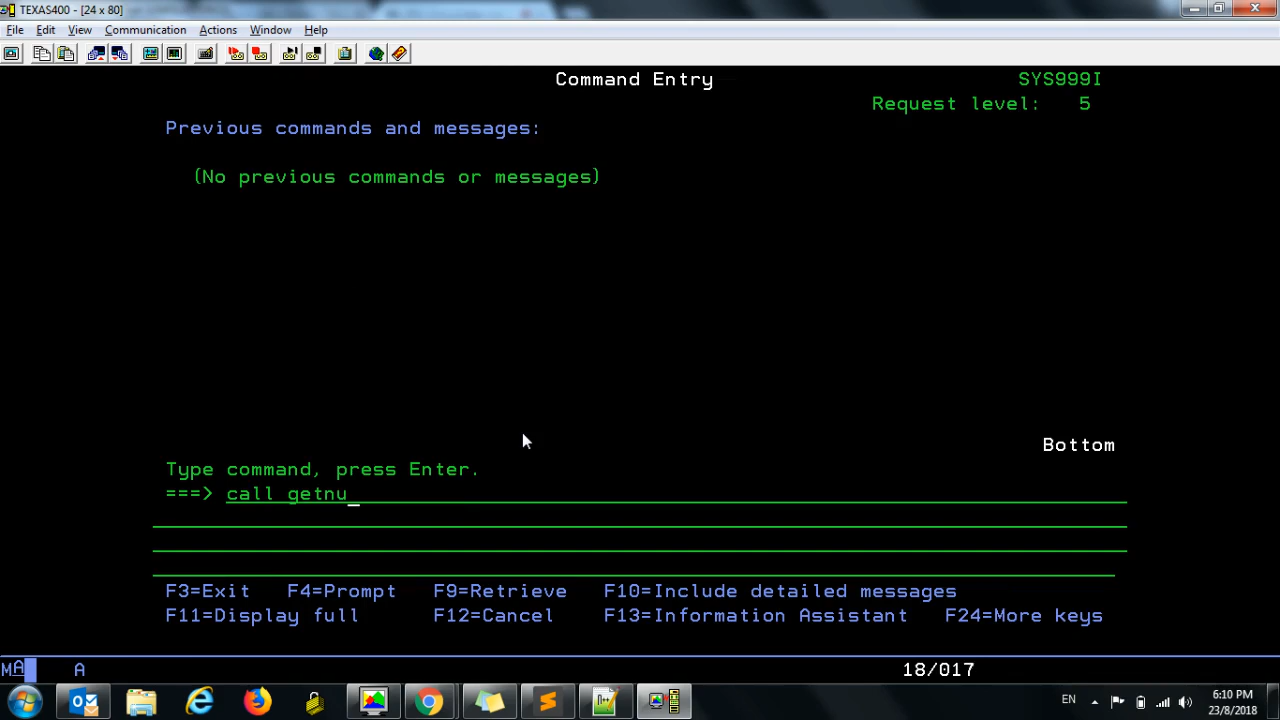 TEXAS400 - [24 x 80]
File Edit View Communication Actions Window Help
Command Entry SYS999I
Request level: 5
Previous commands and messages:
(No previous commands or messages)
Bottom
Type command, press Enter.
===> call getnu_
F3=Exit F4=Prompt F9=Retrieve F10=Include detailed messages
F11=Display full F12=Cancel F13=Information Assistant F24=More keys
MA A 18/017
EN 6:10 PM
23/8/2018